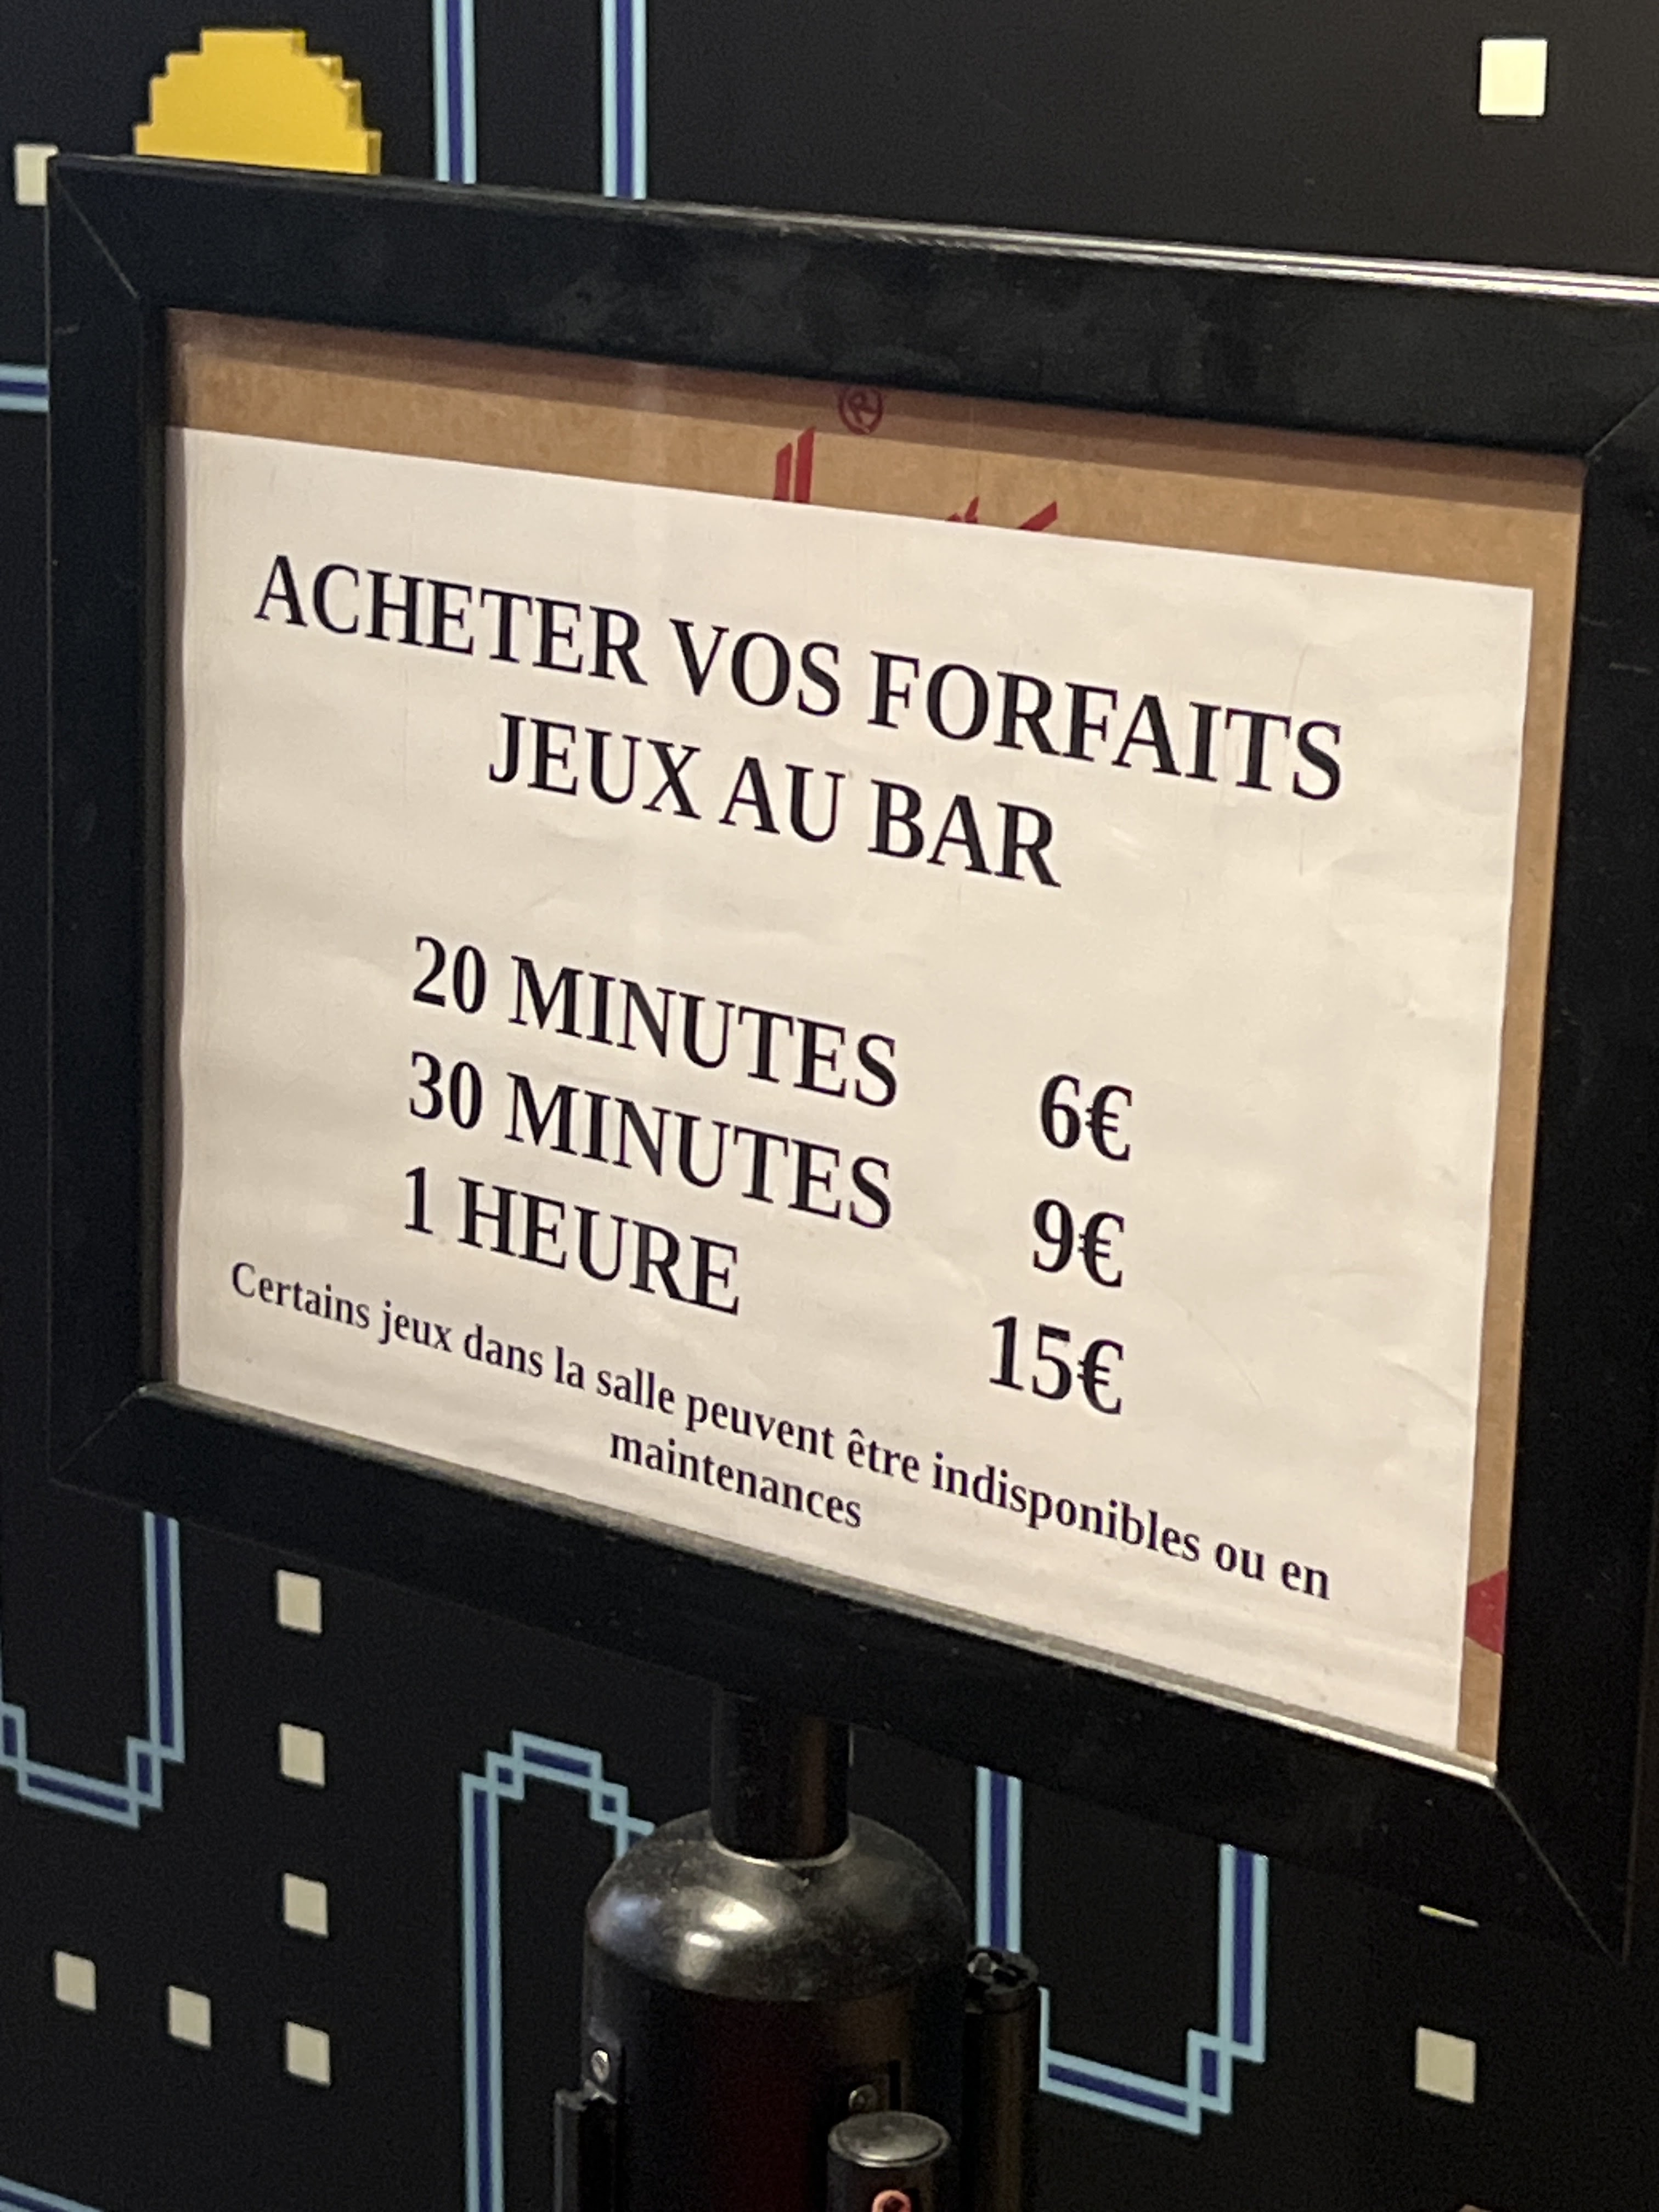 ®
ACHETER VOS FORFAITS
JEUX AU BAR
20 MINUTES 6€
30 MINUTES 9€
1 HEURE 15€
Certains jeux dans la salle peuvent être indisponibles ou en
maintenances